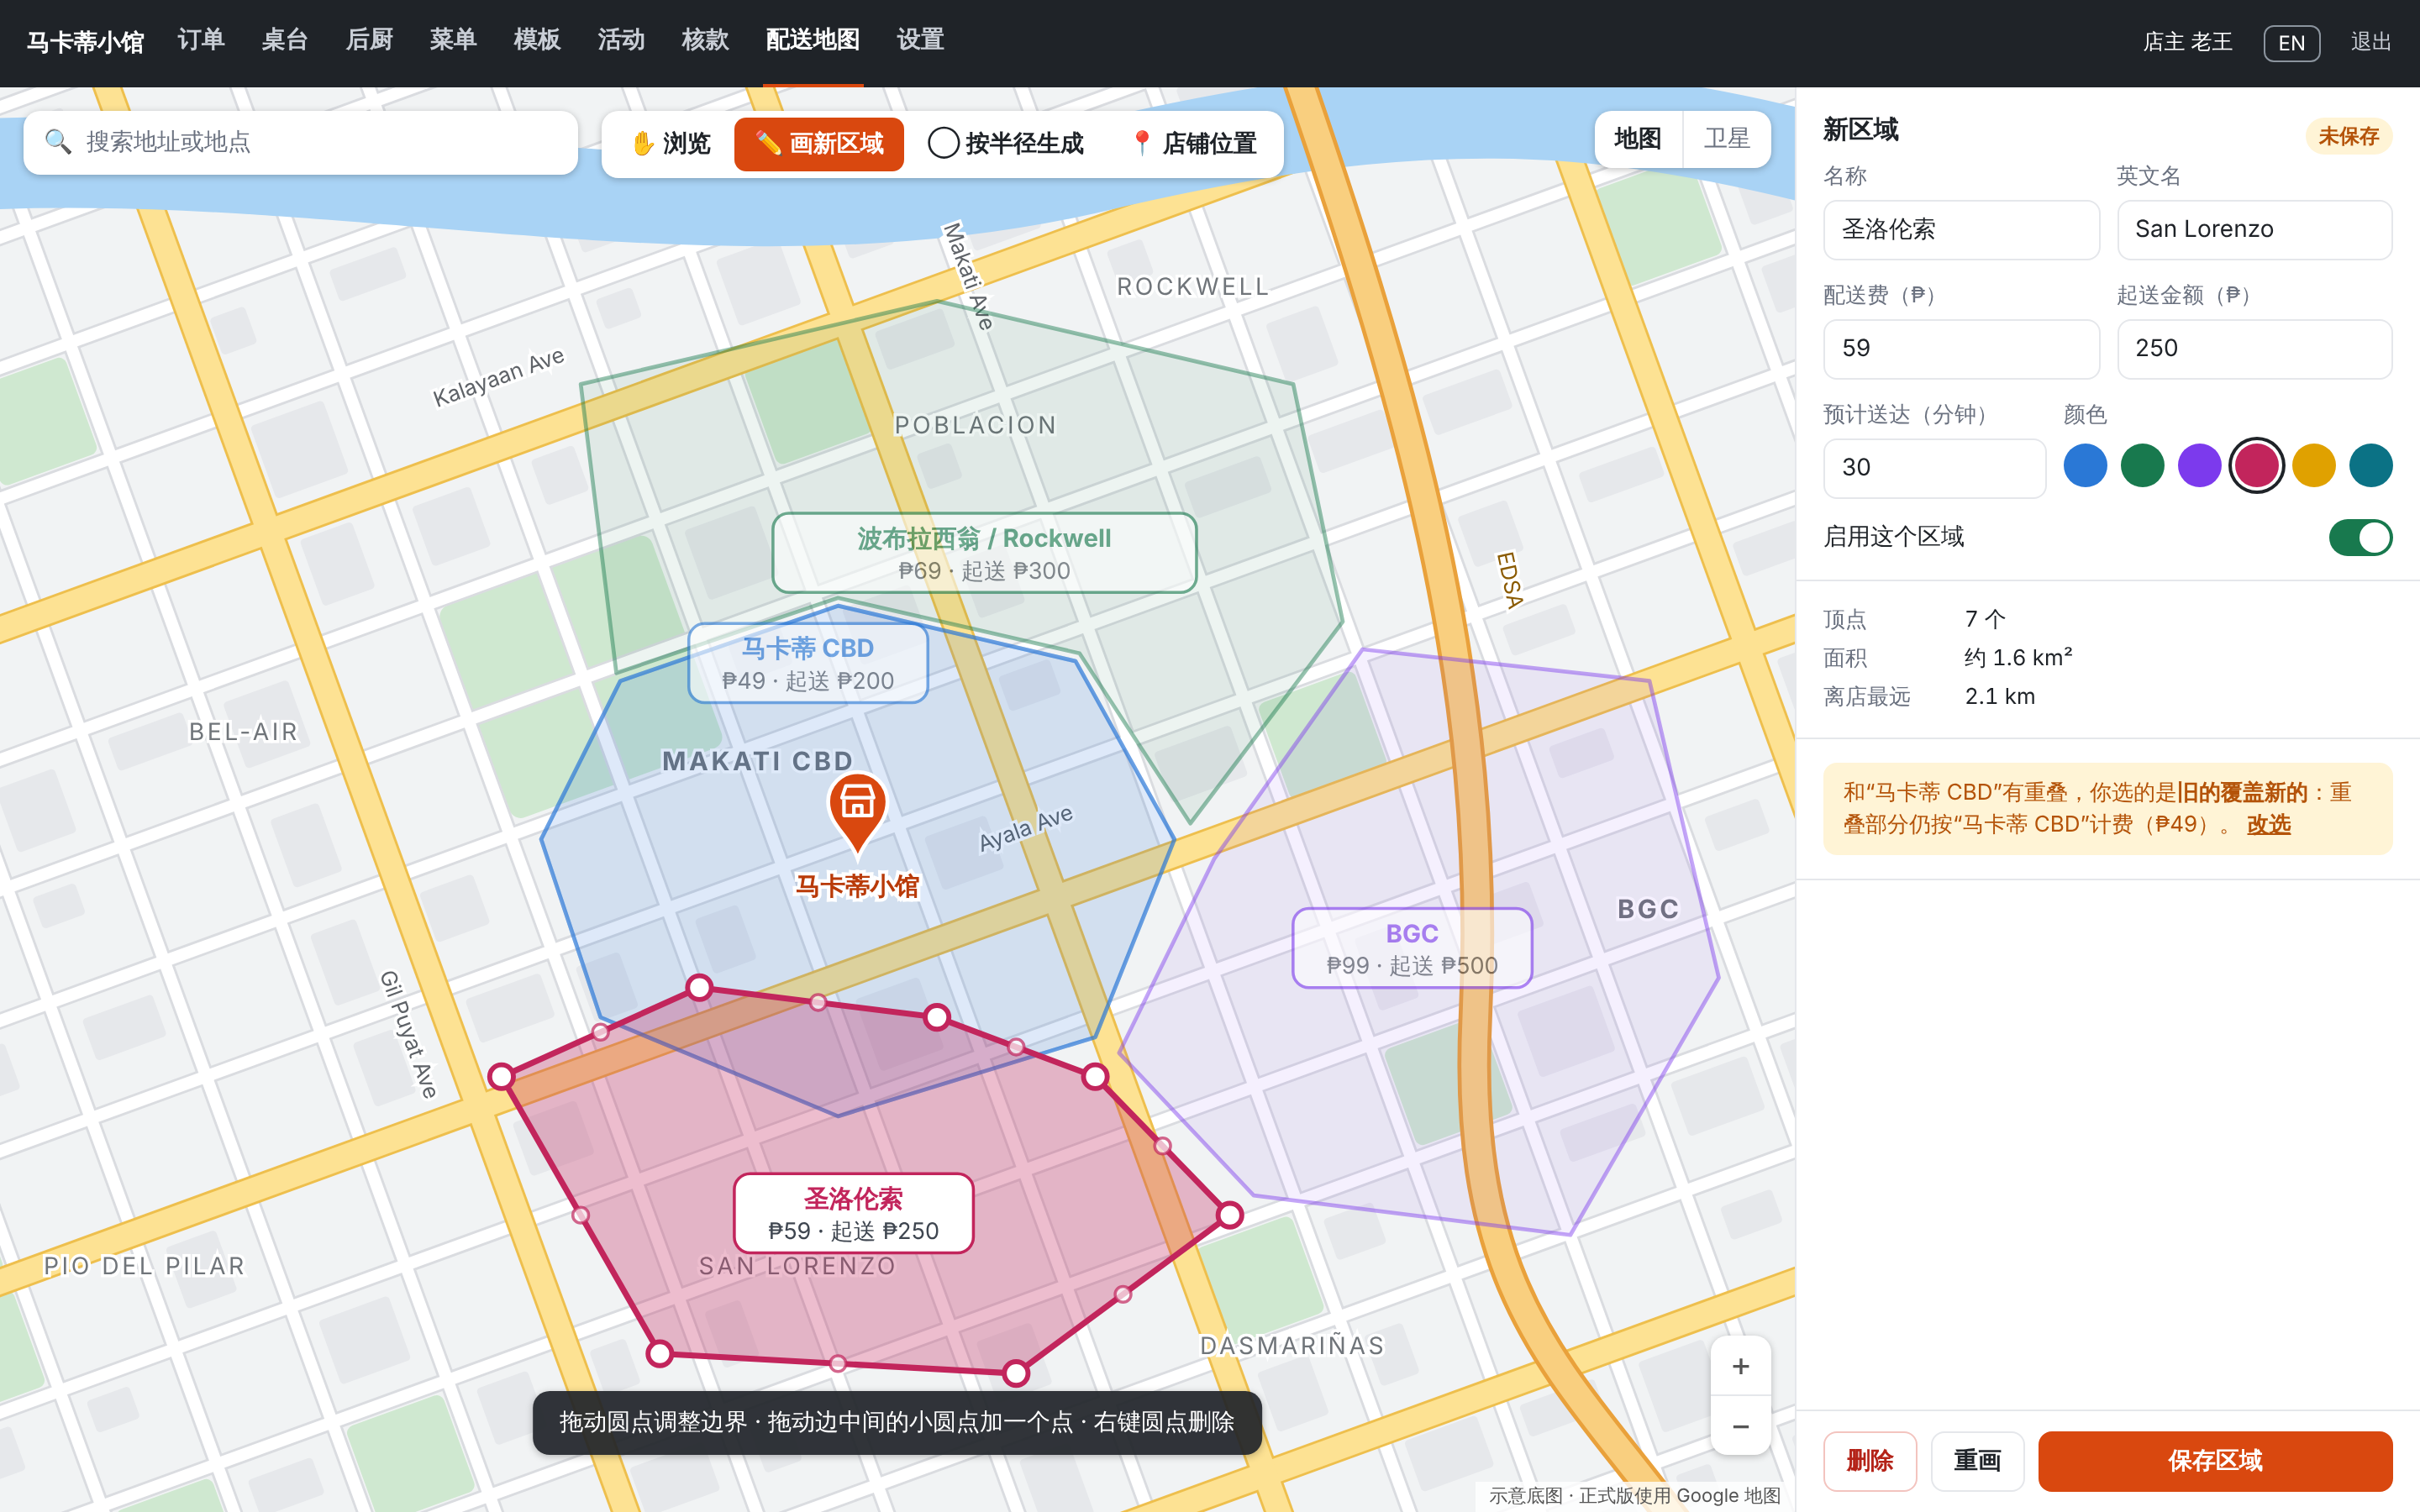 马卡蒂小馆 订单 桌台 后厨 菜单 模板 活动 核款 配送地图 设置 店主 老王 EN 退出
搜索地址或地点
浏览 画新区域 按半径生成 店铺位置
地图 卫星
Makati Ave
ROCKWELL
Kalayaan Ave
POBLACION
波布拉西翁 / Rockwell
₱69 · 起送 ₱300
EDSA
马卡蒂 CBD
₱49 · 起送 ₱200
BEL-AIR
MAKATI CBD
Ayala Ave
马卡蒂小馆
BGC
BGC
₱99 · 起送 ₱500
Gil Puyat Ave
圣洛伦索
₱59 · 起送 ₱250
SAN LORENZO
PIO DEL PILAR
DASMARIÑAS
拖动圆点调整边界 · 拖动边中间的小圆点加一个点 · 右键圆点删除
+
−
示意底图 · 正式版使用 Google 地图
新区域 未保存
名称 英文名
圣洛伦索 San Lorenzo
配送费（₱） 起送金额（₱）
59 250
预计送达（分钟） 颜色
30
启用这个区域
顶点 7 个
面积 约 1.6 km²
离店最远 2.1 km
和“马卡蒂 CBD”有重叠，你选的是旧的覆盖新的：重
叠部分仍按“马卡蒂 CBD”计费（₱49）。 改选
删除 重画 保存区域